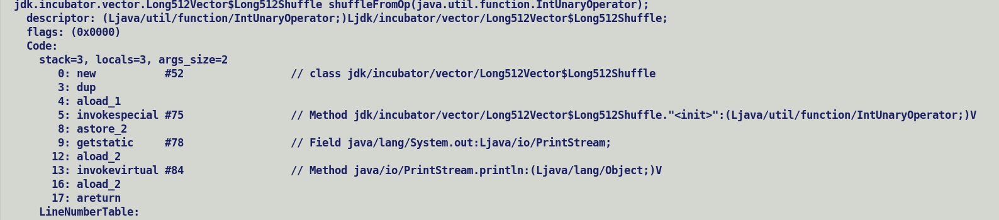 jdk.incubator.vector.Long512Vector$Long512Shuffle shuffleFromOp(java.util.function.IntUnaryOperator);
descriptor: (Ljava/util/function/IntUnaryOperator;)Ljdk/incubator/vector/Long512Vector$Long512Shuffle;
flags: (0x0000)
Code:
stack=3, locals=3, args_size=2
0: new #52 // class jdk/incubator/vector/Long512Vector$Long512Shuffle
3: dup
4: aload_1
5: invokespecial #75 // Method jdk/incubator/vector/Long512Vector$Long512Shuffle."<init>":(Ljava/util/function/IntUnaryOperator;)V
8: astore_2
9: getstatic #78 // Field java/lang/System.out:Ljava/io/PrintStream;
12: aload_2
13: invokevirtual #84 // Method java/io/PrintStream.println:(Ljava/lang/Object;)V
16: aload_2
17: areturn
LineNumberTable: